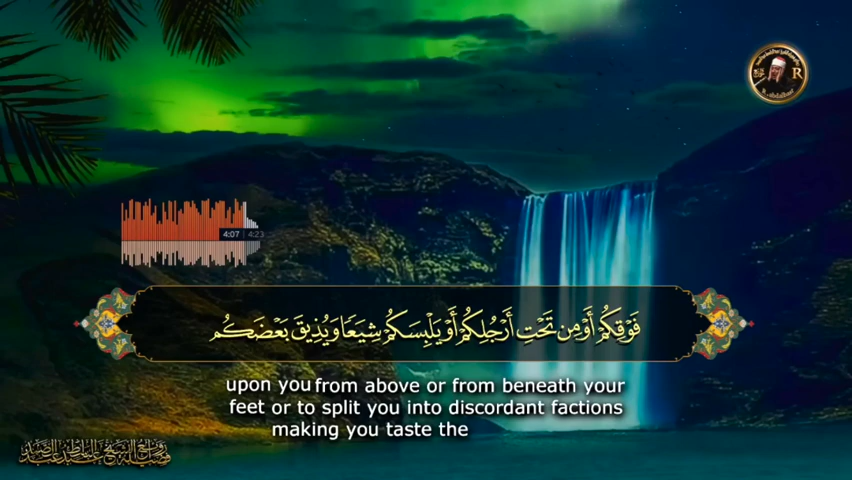 R
4:07 | 4:23
فَوْقِكُمْ أَوْ مِن تَحْتِ أَرْجُلِكُمْ أَوْ يَلْبِسَكُمْ شِيَعًا وَيُذِيقَ بَعْضَكُم
upon you from above or from beneath your
feet or to split you into discordant factions
making you taste the